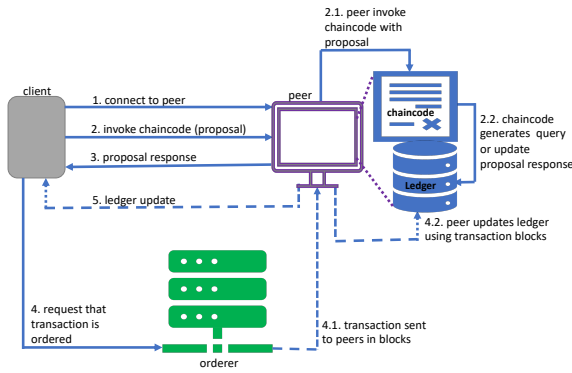 2.1. peer invoke
chaincode with
proposal
client
peer
1. connect to peer
chaincode
2. invoke chaincode (proposal)
2.2. chaincode
generates query
or update
proposal response
3. proposal response
Ledger
5. ledger update
4.2. peer updates ledger
using transaction blocks
4. request that
transaction is
ordered
4.1. transaction sent
to peers in blocks
orderer